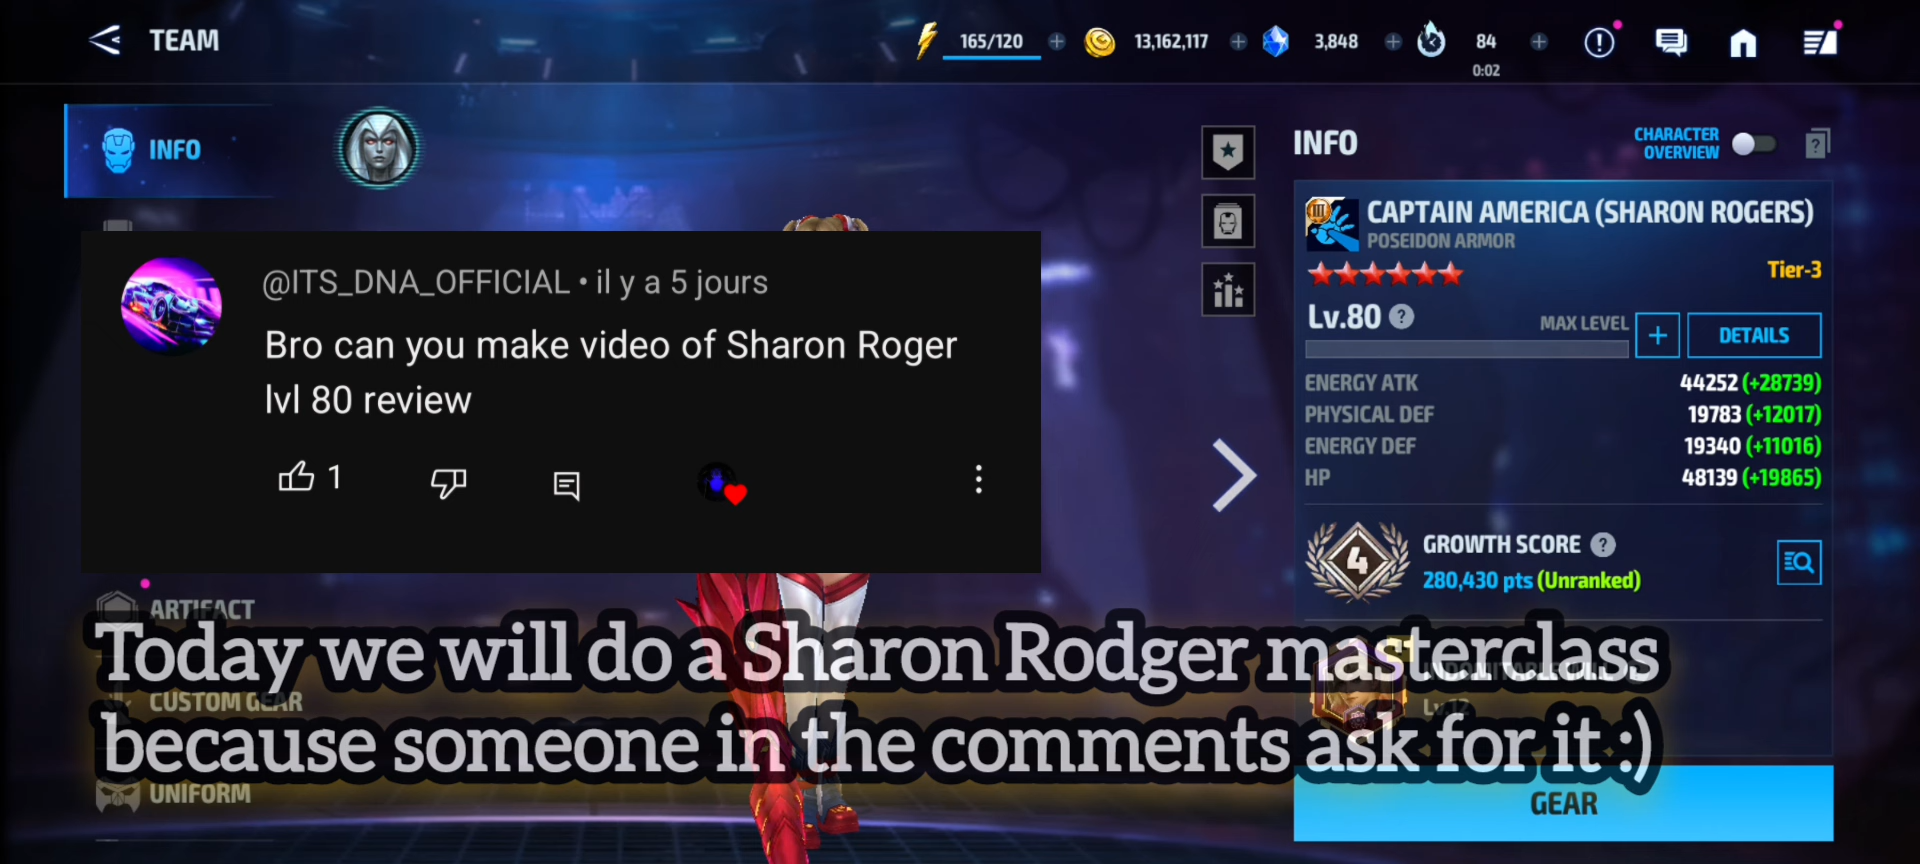 TEAM
165/120
13,162,117
3,848
84
0:02
INFO
INFO
CHARACTER
OVERVIEW
CAPTAIN AMERICA (SHARON ROGERS)
POSEIDON ARMOR
Tier-3
Lv.80
MAX LEVEL
DETAILS
ENERGY ATK 44252 (+28739)
PHYSICAL DEF 19783 (+12017)
ENERGY DEF 19340 (+11016)
HP 48139 (+19865)
4
GROWTH SCORE
280,430 pts (Unranked)
@ITS_DNA_OFFICIAL • il y a 5 jours
Bro can you make video of Sharon Roger
lvl 80 review
1
ARTIFACT
Today we will do a Sharon Rodger masterclass
CUSTOM GEAR
because someone in the comments ask for it :)
UNIFORM
GEAR